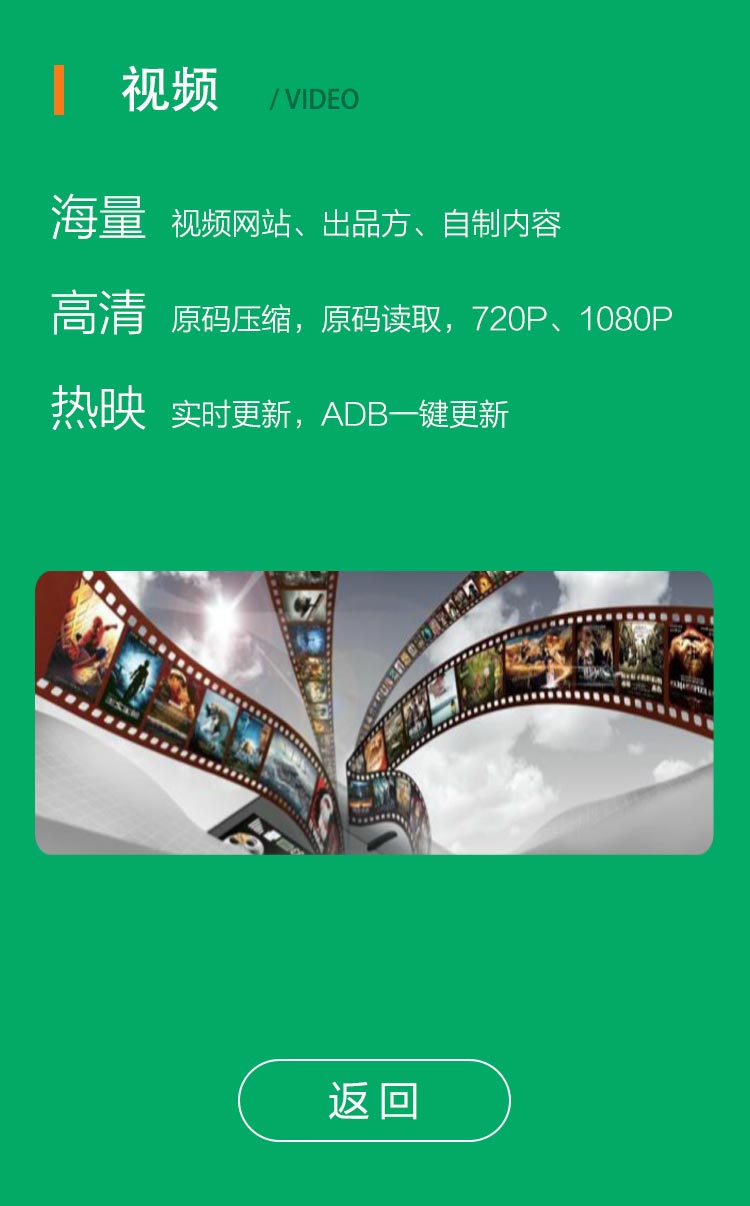 视频 / VIDEO
海量 视频网站、出品方、自制内容
高清 原码压缩，原码读取，720P、1080P
热映 实时更新，ADB一键更新
返回